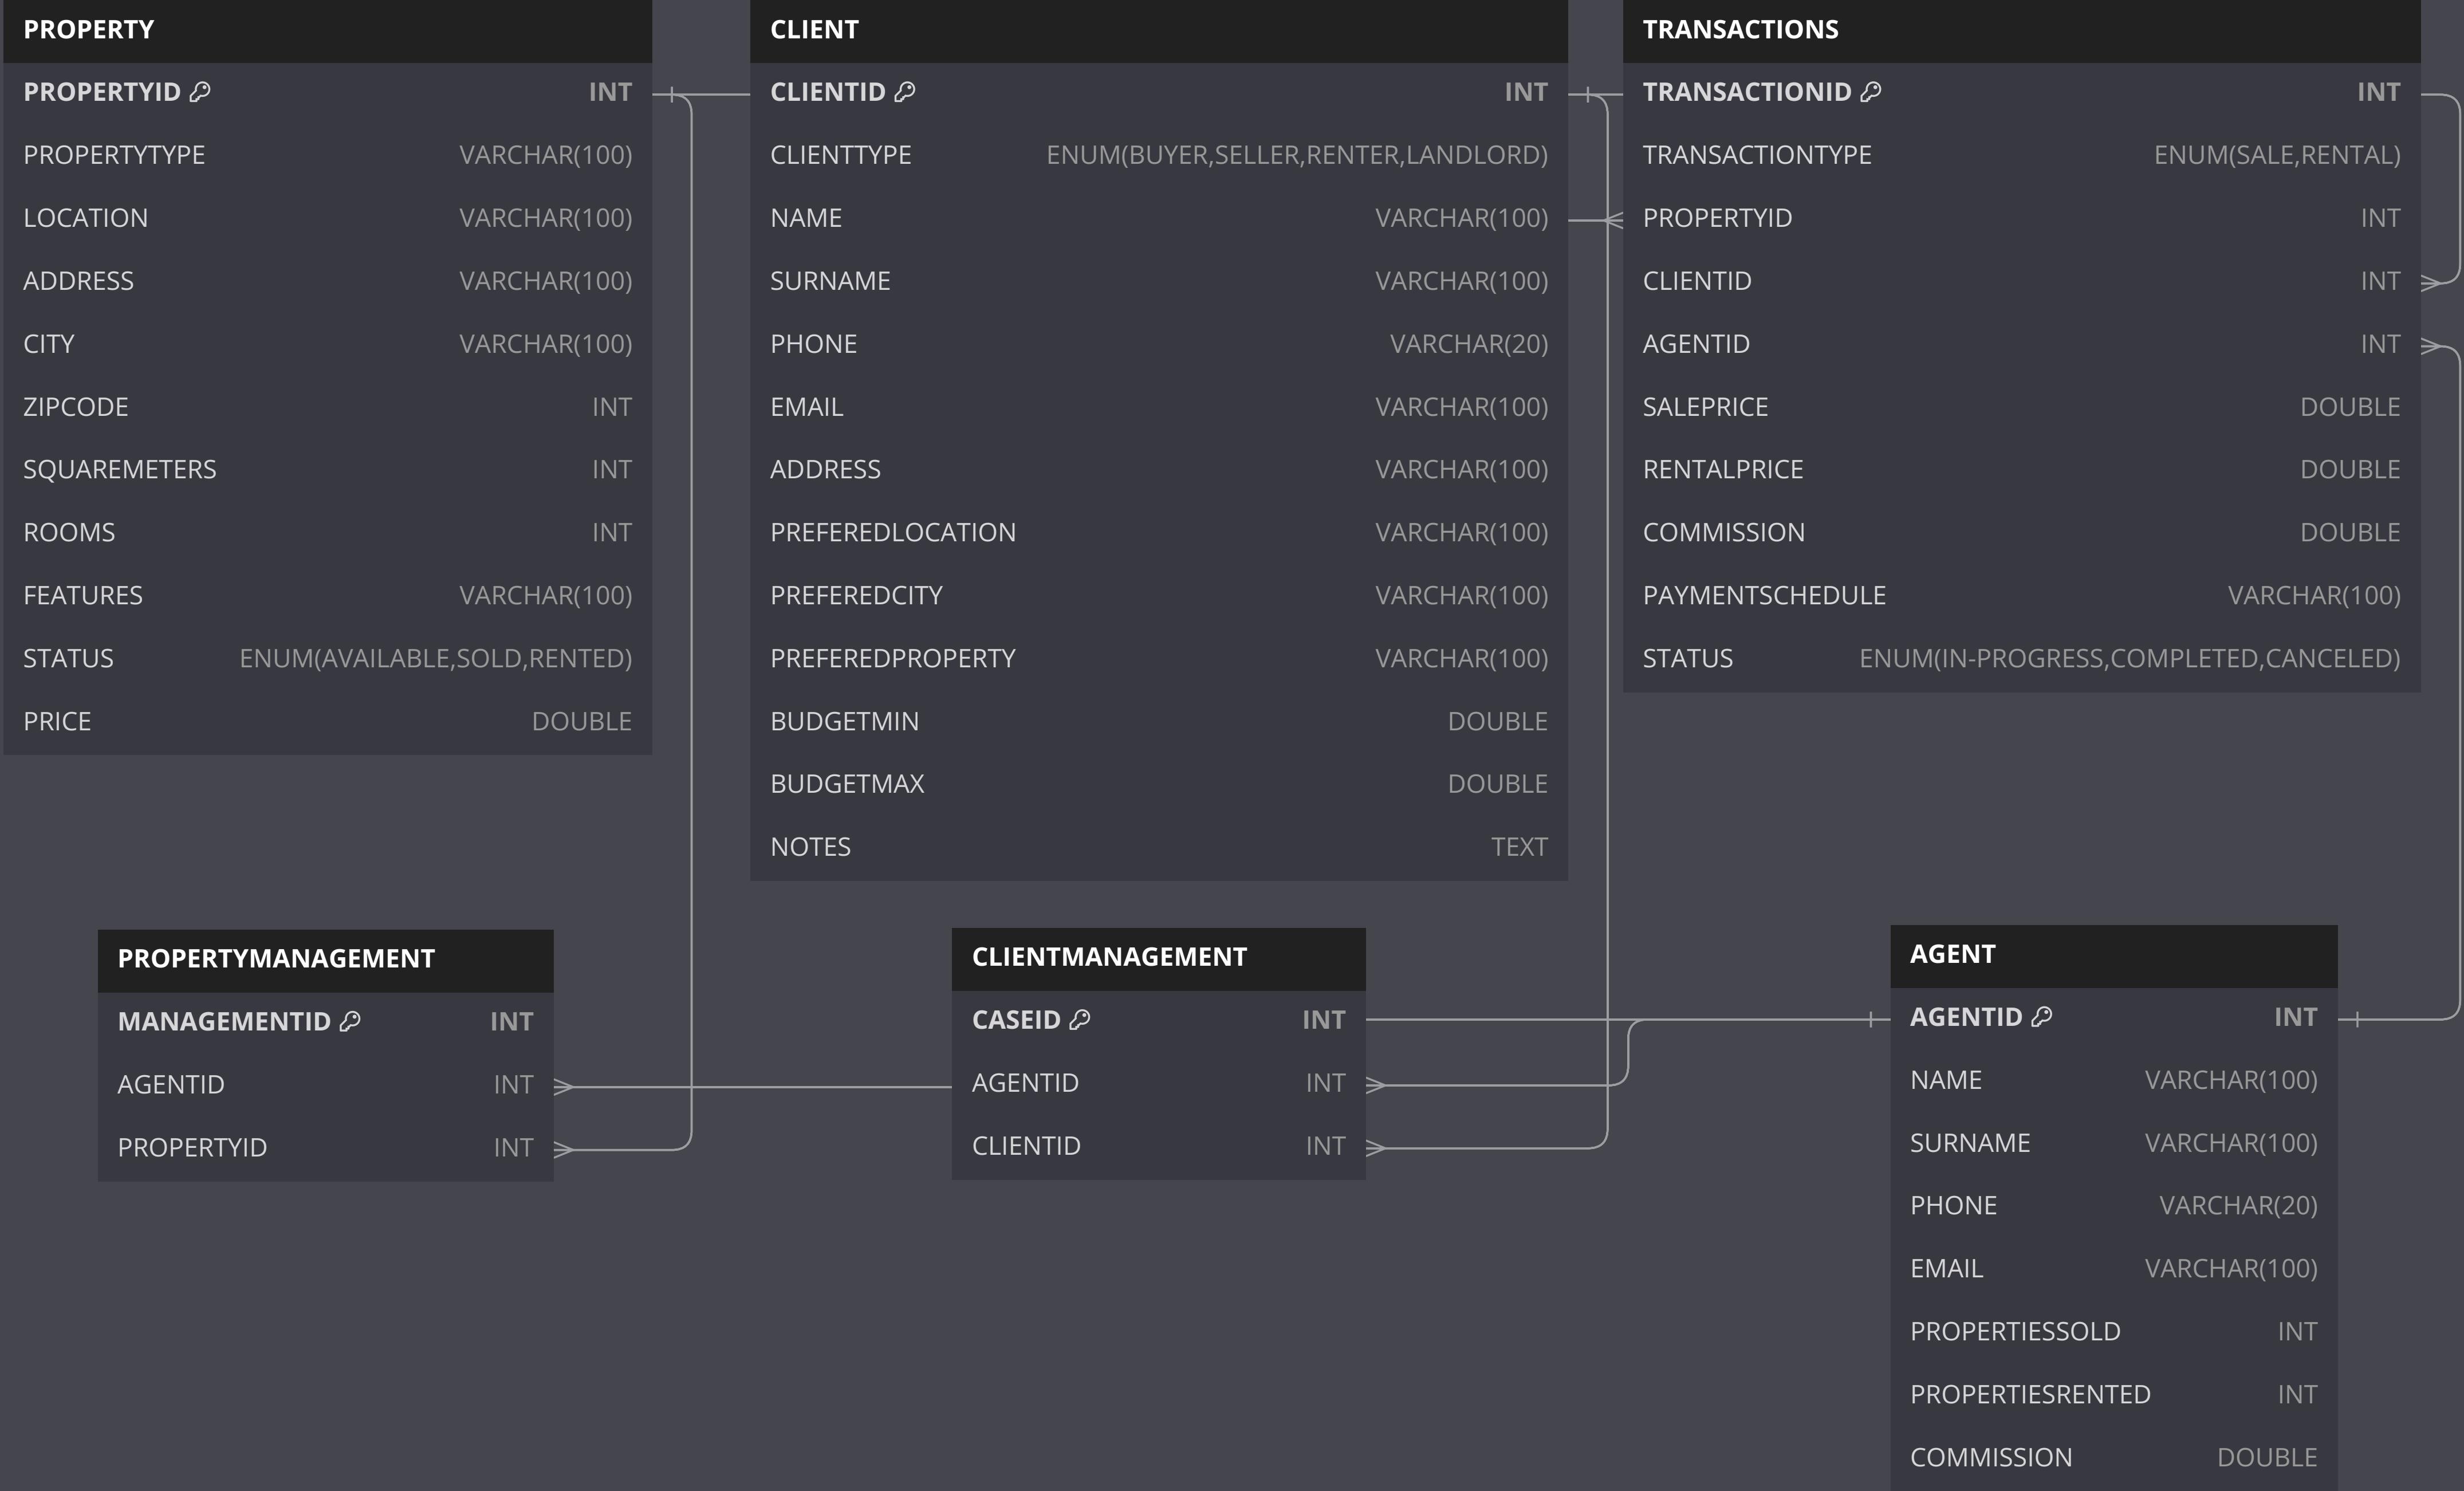 PROPERTY
PROPERTYID INT
PROPERTYTYPE VARCHAR(100)
LOCATION VARCHAR(100)
ADDRESS VARCHAR(100)
CITY VARCHAR(100)
ZIPCODE INT
SQUAREMETERS INT
ROOMS INT
FEATURES VARCHAR(100)
STATUS ENUM(AVAILABLE,SOLD,RENTED)
PRICE DOUBLE
CLIENT
CLIENTID INT
CLIENTTYPE ENUM(BUYER,SELLER,RENTER,LANDLORD)
NAME VARCHAR(100)
SURNAME VARCHAR(100)
PHONE VARCHAR(20)
EMAIL VARCHAR(100)
ADDRESS VARCHAR(100)
PREFEREDLOCATION VARCHAR(100)
PREFEREDCITY VARCHAR(100)
PREFEREDPROPERTY VARCHAR(100)
BUDGETMIN DOUBLE
BUDGETMAX DOUBLE
NOTES TEXT
TRANSACTIONS
TRANSACTIONID INT
TRANSACTIONTYPE ENUM(SALE,RENTAL)
PROPERTYID INT
CLIENTID INT
AGENTID INT
SALEPRICE DOUBLE
RENTALPRICE DOUBLE
COMMISSION DOUBLE
PAYMENTSCHEDULE VARCHAR(100)
STATUS ENUM(IN-PROGRESS,COMPLETED,CANCELED)
PROPERTYMANAGEMENT
MANAGEMENTID INT
AGENTID INT
PROPERTYID INT
CLIENTMANAGEMENT
CASEID INT
AGENTID INT
CLIENTID INT
AGENT
AGENTID INT
NAME VARCHAR(100)
SURNAME VARCHAR(100)
PHONE VARCHAR(20)
EMAIL VARCHAR(100)
PROPERTIESSOLD INT
PROPERTIESRENTED INT
COMMISSION DOUBLE